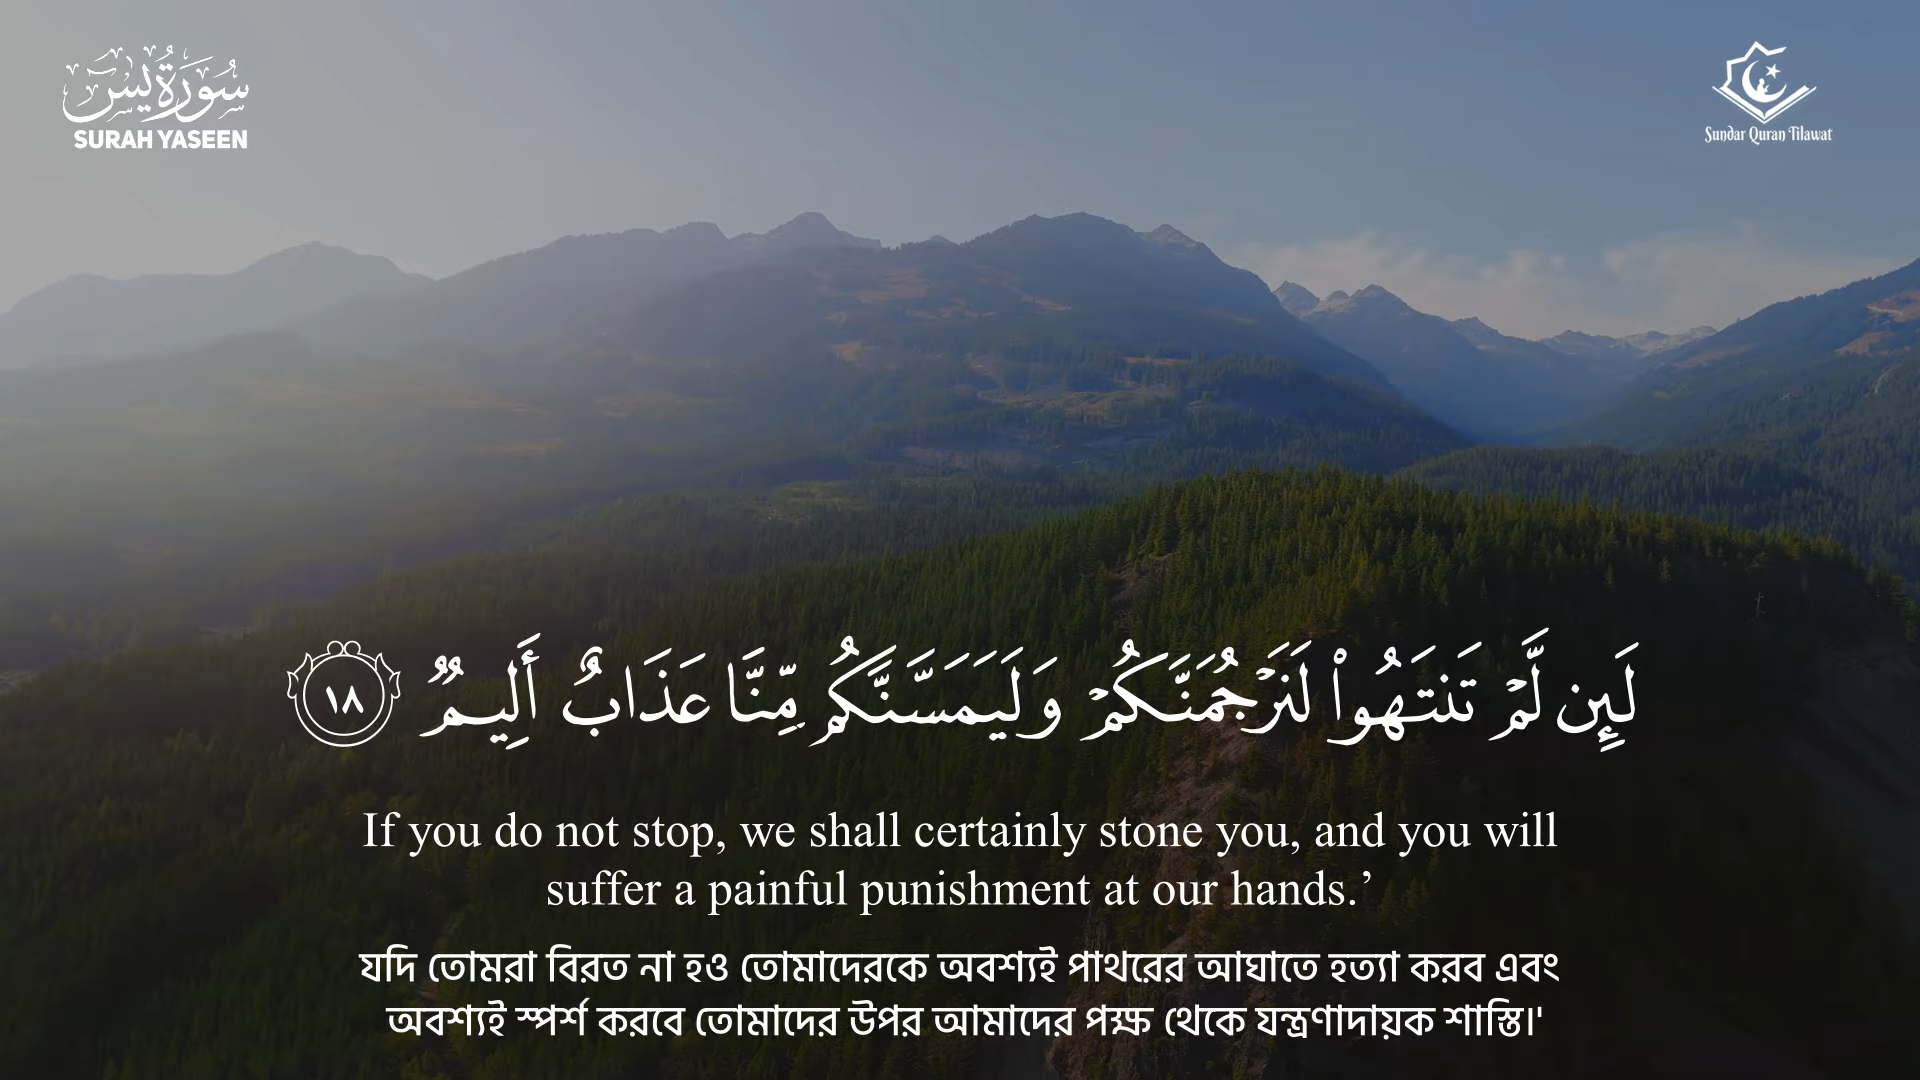 سُورَةُ يس
SURAH YASEEN
Sundar Quran Tilawat
لَئِن لَّمْ تَنتَهُوا۟ لَنَرْجُمَنَّكُمْ وَلَيَمَسَّنَّكُم مِّنَّا عَذَابٌ أَلِيمٌ ١٨
If you do not stop, we shall certainly stone you, and you will
suffer a painful punishment at our hands.’
যদি তোমরা বিরত না হও তোমাদেরকে অবশ্যই পাথরের আঘাতে হত্যা করব এবং
অবশ্যই স্পর্শ করবে তোমাদের উপর আমাদের পক্ষ থেকে যন্ত্রণাদায়ক শাস্তি।'